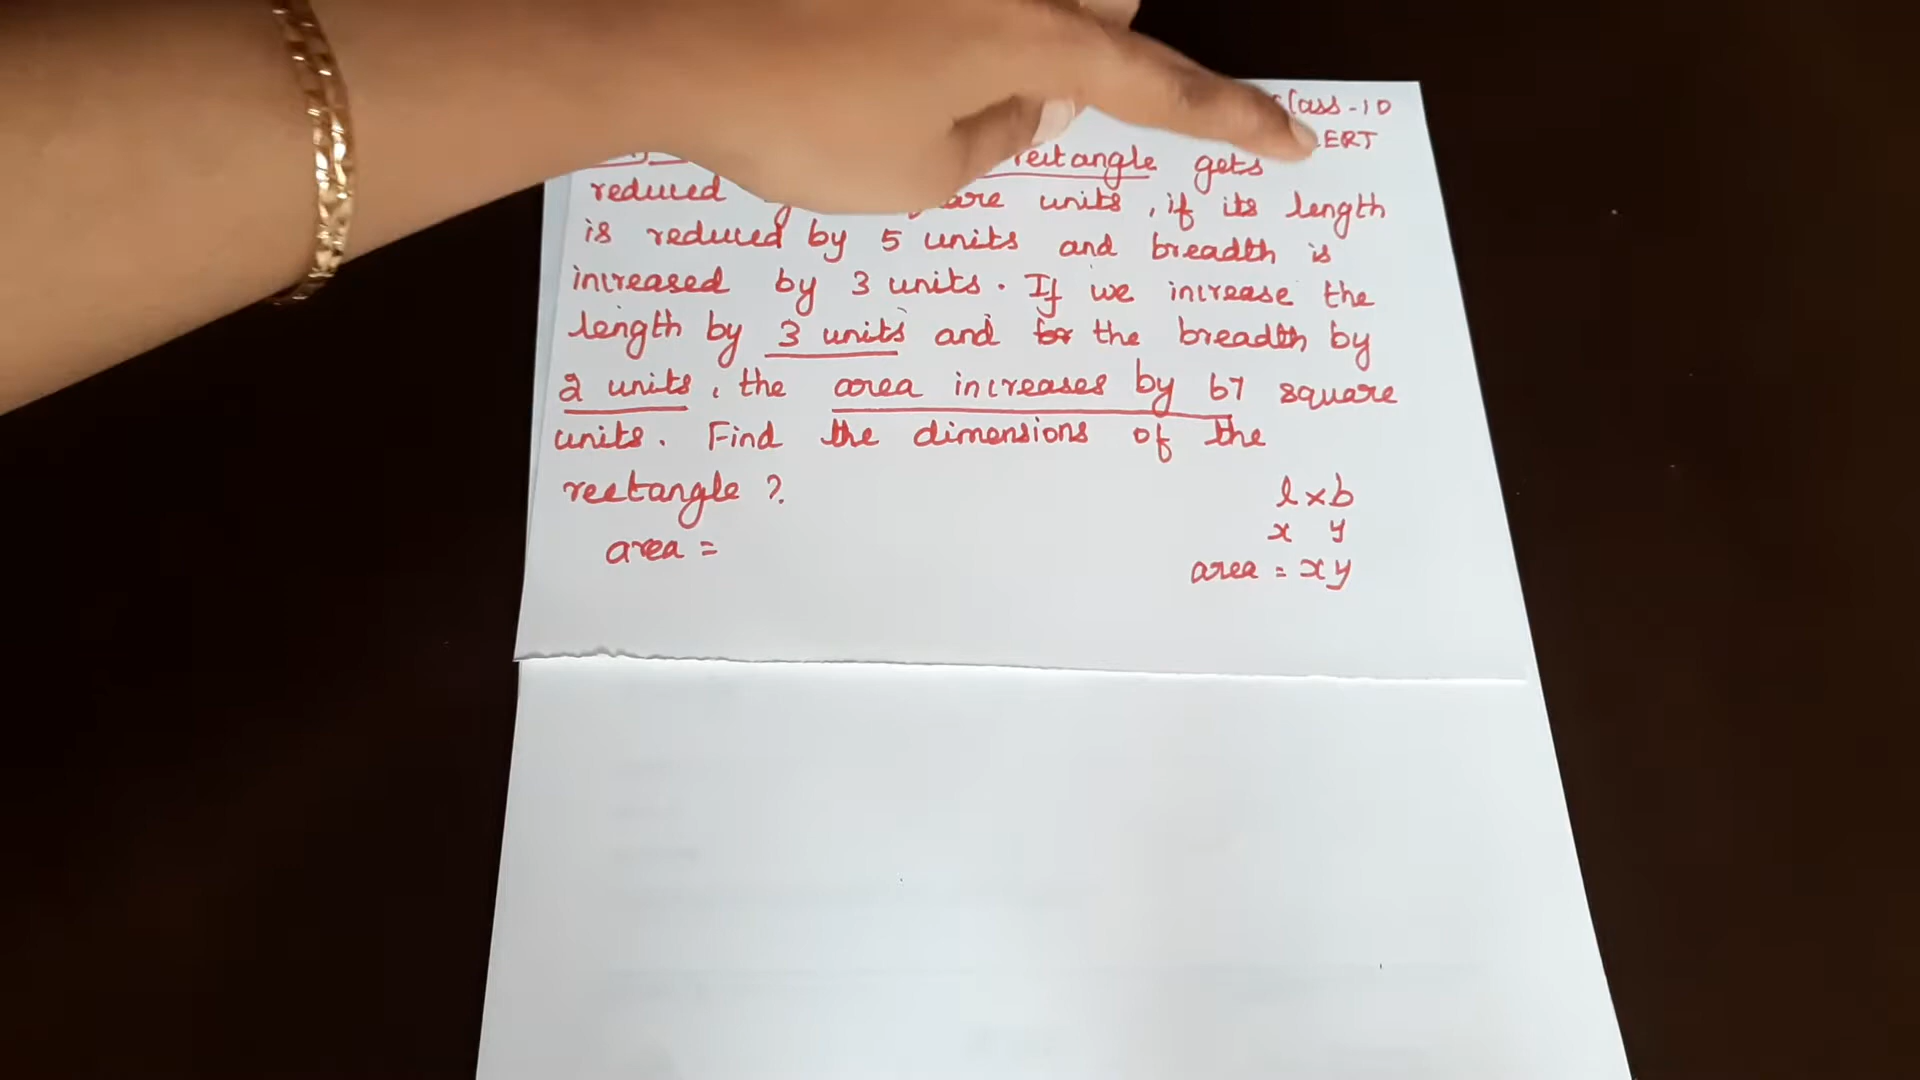 class-10
ERT
rectangle gets
reduced units, if its length
is reduced by 5 units and breadth is
increased by 3 units. If we increase the
length by 3 units and the breadth by
2 units, the area increases by 67 square
units. Find the dimensions of the
rectangle ?
l x b
x y
area =
area = xy